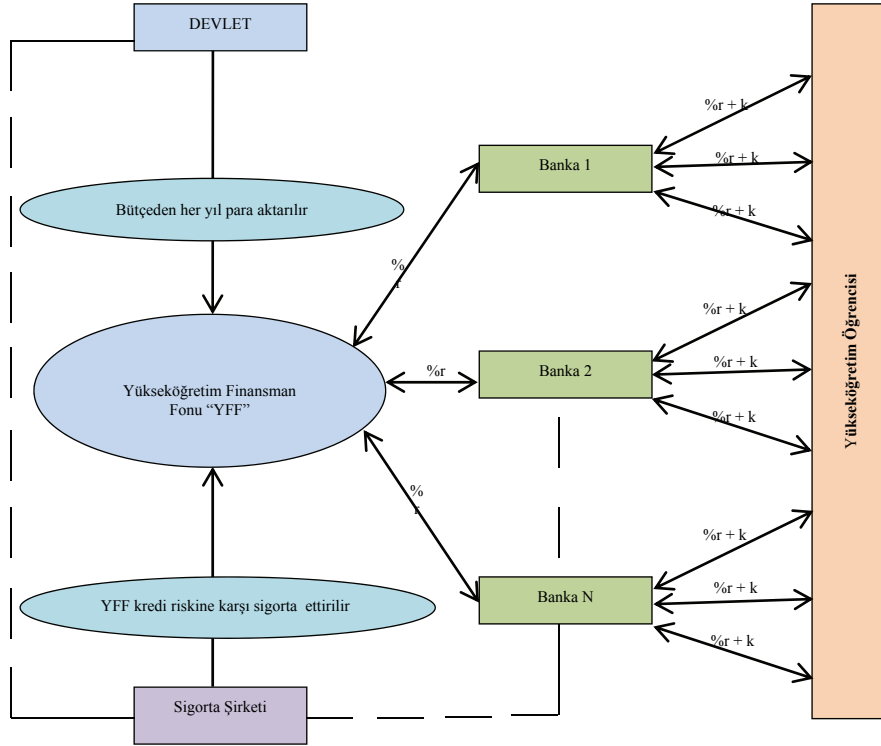 DEVLET
%r + k
Banka 1
%r + k
Bütçeden her yıl para aktarılır
%r + k
%
r
%r + k
Yükseköğretim Finansman
Fonu “YFF”
%r
Banka 2
%r + k
%r + k
Yükseköğretim Öğrencisi
%
r
%r + k
YFF kredi riskine karşı sigorta ettirilir
Banka N
%r + k
%r + k
Sigorta Şirketi